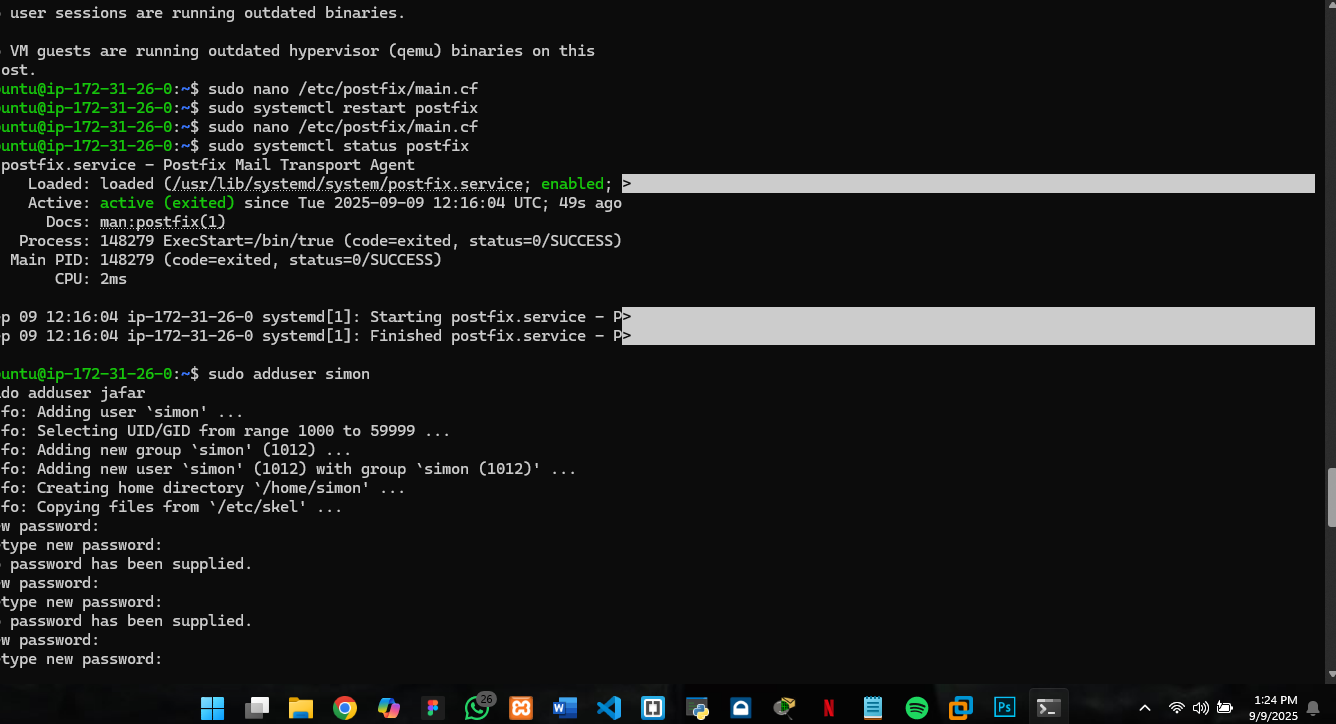 user sessions are running outdated binaries.
VM guests are running outdated hypervisor (qemu) binaries on this
ost.
untu@ip-172-31-26-0:~$ sudo nano /etc/postfix/main.cf
untu@ip-172-31-26-0:~$ sudo systemctl restart postfix
untu@ip-172-31-26-0:~$ sudo nano /etc/postfix/main.cf
untu@ip-172-31-26-0:~$ sudo systemctl status postfix
postfix.service - Postfix Mail Transport Agent
Loaded: loaded (/usr/lib/systemd/system/postfix.service; enabled; >
Active: active (exited) since Tue 2025-09-09 12:16:04 UTC; 49s ago
Docs: man:postfix(1)
Process: 148279 ExecStart=/bin/true (code=exited, status=0/SUCCESS)
Main PID: 148279 (code=exited, status=0/SUCCESS)
CPU: 2ms
p 09 12:16:04 ip-172-31-26-0 systemd[1]: Starting postfix.service - P>
p 09 12:16:04 ip-172-31-26-0 systemd[1]: Finished postfix.service - P>
untu@ip-172-31-26-0:~$ sudo adduser simon
do adduser jafar
fo: Adding user `simon' ...
fo: Selecting UID/GID from range 1000 to 59999 ...
fo: Adding new group `simon' (1012) ...
fo: Adding new user `simon' (1012) with group `simon (1012)' ...
fo: Creating home directory `/home/simon' ...
fo: Copying files from `/etc/skel' ...
w password:
type new password:
password has been supplied.
w password:
type new password:
password has been supplied.
w password:
type new password:
26
W
N
Ps
1:24 PM
9/9/2025